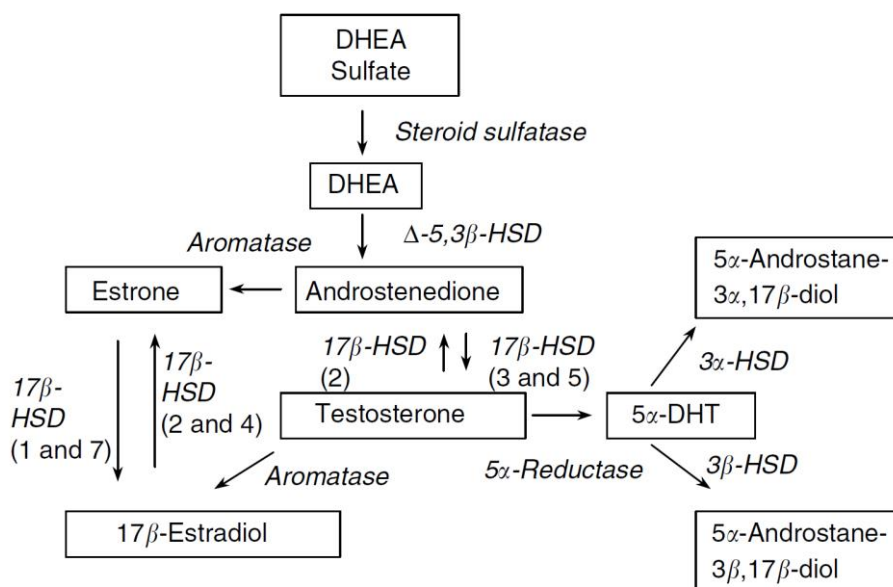 DHEA
Sulfate
Steroid sulfatase
DHEA
Δ-5,3β-HSD
Aromatase
Estrone
Androstenedione
5α-Androstane-
3α,17β-diol
17β-
HSD
(1 and 7)
17β-
HSD
(2 and 4)
17β-HSD
(2)
17β-HSD
(3 and 5)
3α-HSD
Testosterone
5α-DHT
Aromatase
5α-Reductase
3β-HSD
17β-Estradiol
5α-Androstane-
3β,17β-diol